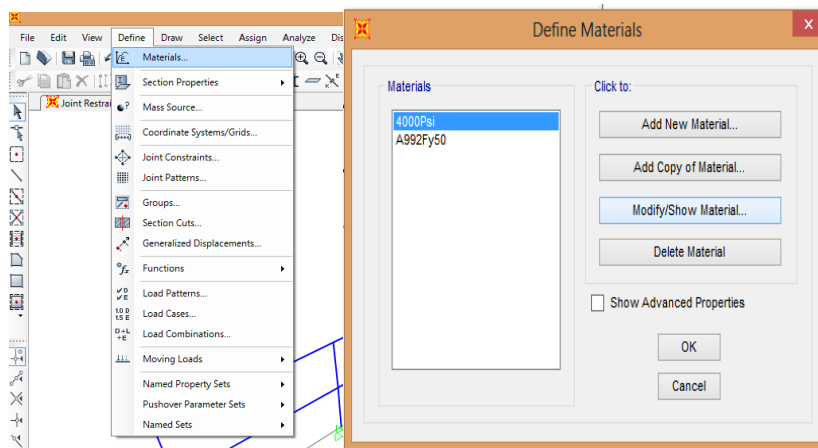 File Edit View Define Draw Select Assign Analyze Dis
Joint Restrai
Materials...
Section Properties
Mass Source...
Coordinate Systems/Grids...
Joint Constraints...
Joint Patterns...
Groups...
Section Cuts...
Generalized Displacements...
Functions
Load Patterns...
Load Cases...
Load Combinations...
Moving Loads
Named Property Sets
Pushover Parameter Sets
Named Sets
Define Materials
Materials
4000Psi
A992Fy50
Click to:
Add New Material...
Add Copy of Material...
Modify/Show Material...
Delete Material
Show Advanced Properties
OK
Cancel